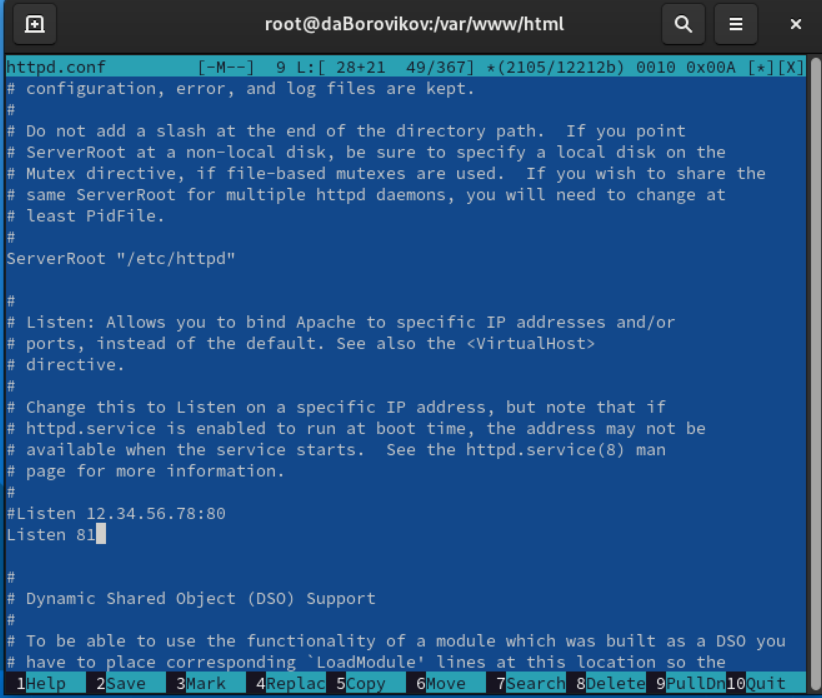 root@daBorovikov:/var/www/html
httpd.conf [-M--] 9 L:[ 28+21 49/367] *(2105/12212b) 0010 0x00A [*][X]
# configuration, error, and log files are kept.
#
# Do not add a slash at the end of the directory path.  If you point
# ServerRoot at a non-local disk, be sure to specify a local disk on the
# Mutex directive, if file-based mutexes are used.  If you wish to share the
# same ServerRoot for multiple httpd daemons, you will need to change at
# least PidFile.
#
ServerRoot "/etc/httpd"
#
# Listen: Allows you to bind Apache to specific IP addresses and/or
# ports, instead of the default. See also the <VirtualHost>
# directive.
#
# Change this to Listen on a specific IP address, but note that if
# httpd.service is enabled to run at boot time, the address may not be
# available when the service starts.  See the httpd.service(8) man
# page for more information.
#
#Listen 12.34.56.78:80
Listen 81
#
# Dynamic Shared Object (DSO) Support
#
# To be able to use the functionality of a module which was built as a DSO you
# have to place corresponding `LoadModule' lines at this location so the
1Help 2Save 3Mark 4Replac 5Copy 6Move 7Search 8Delete 9PullDn 10Quit